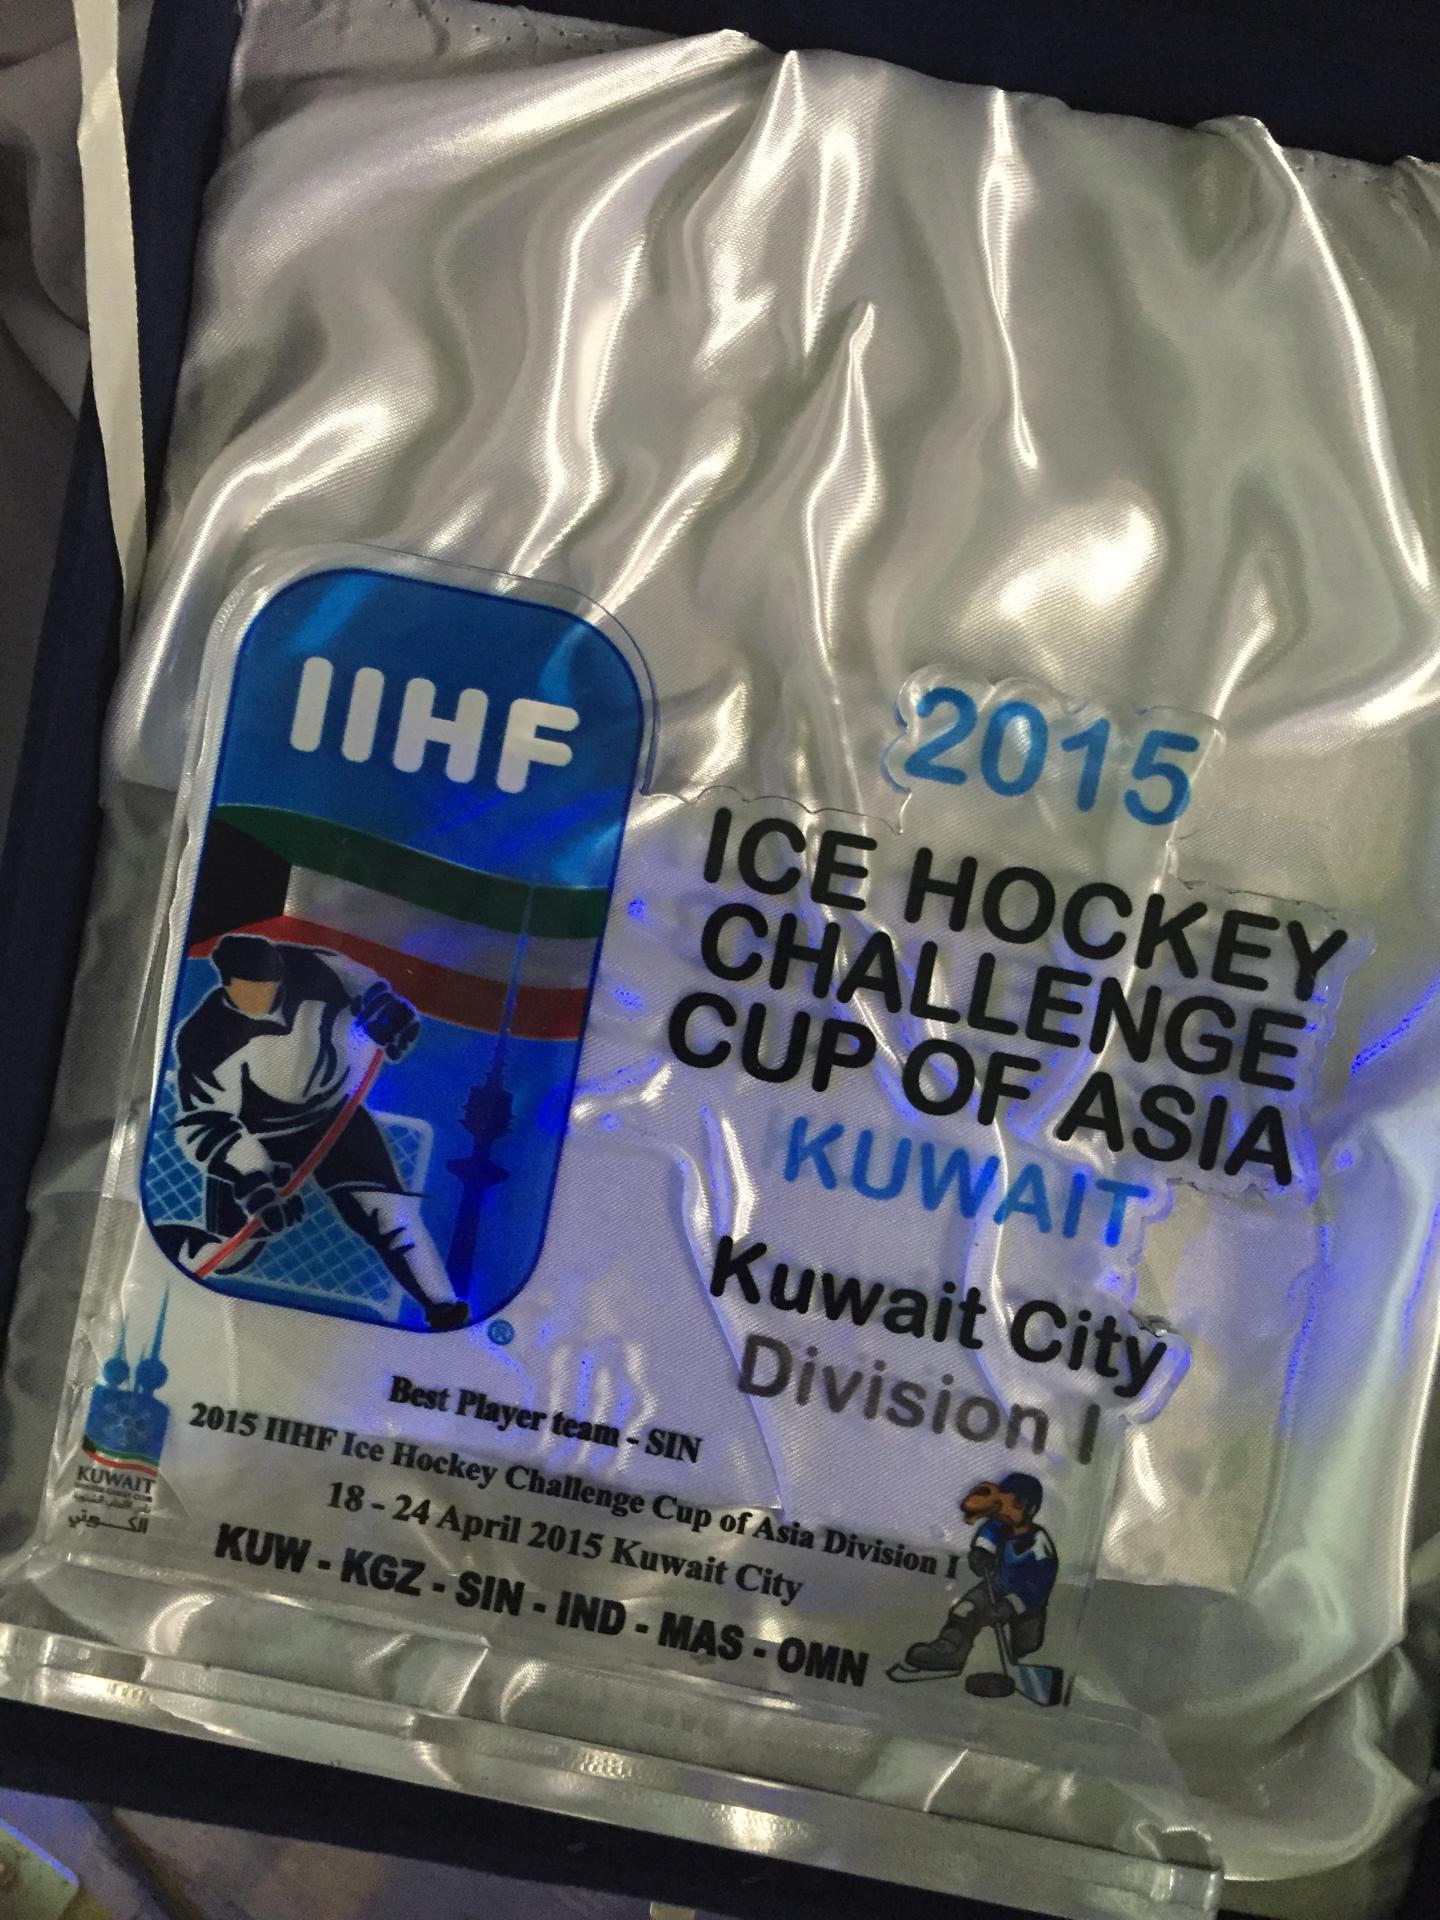 IIHF
2015
ICE HOCKEY
CHALLENGE
CUP OF ASIA
KUWAIT
Kuwait City
Division I
®
Best Player team - SIN
2015 IIHF Ice Hockey Challenge Cup of Asia Division I
18 - 24 April 2015 Kuwait City
KUW - KGZ - SIN - IND - MAS - OMN
KUWAIT